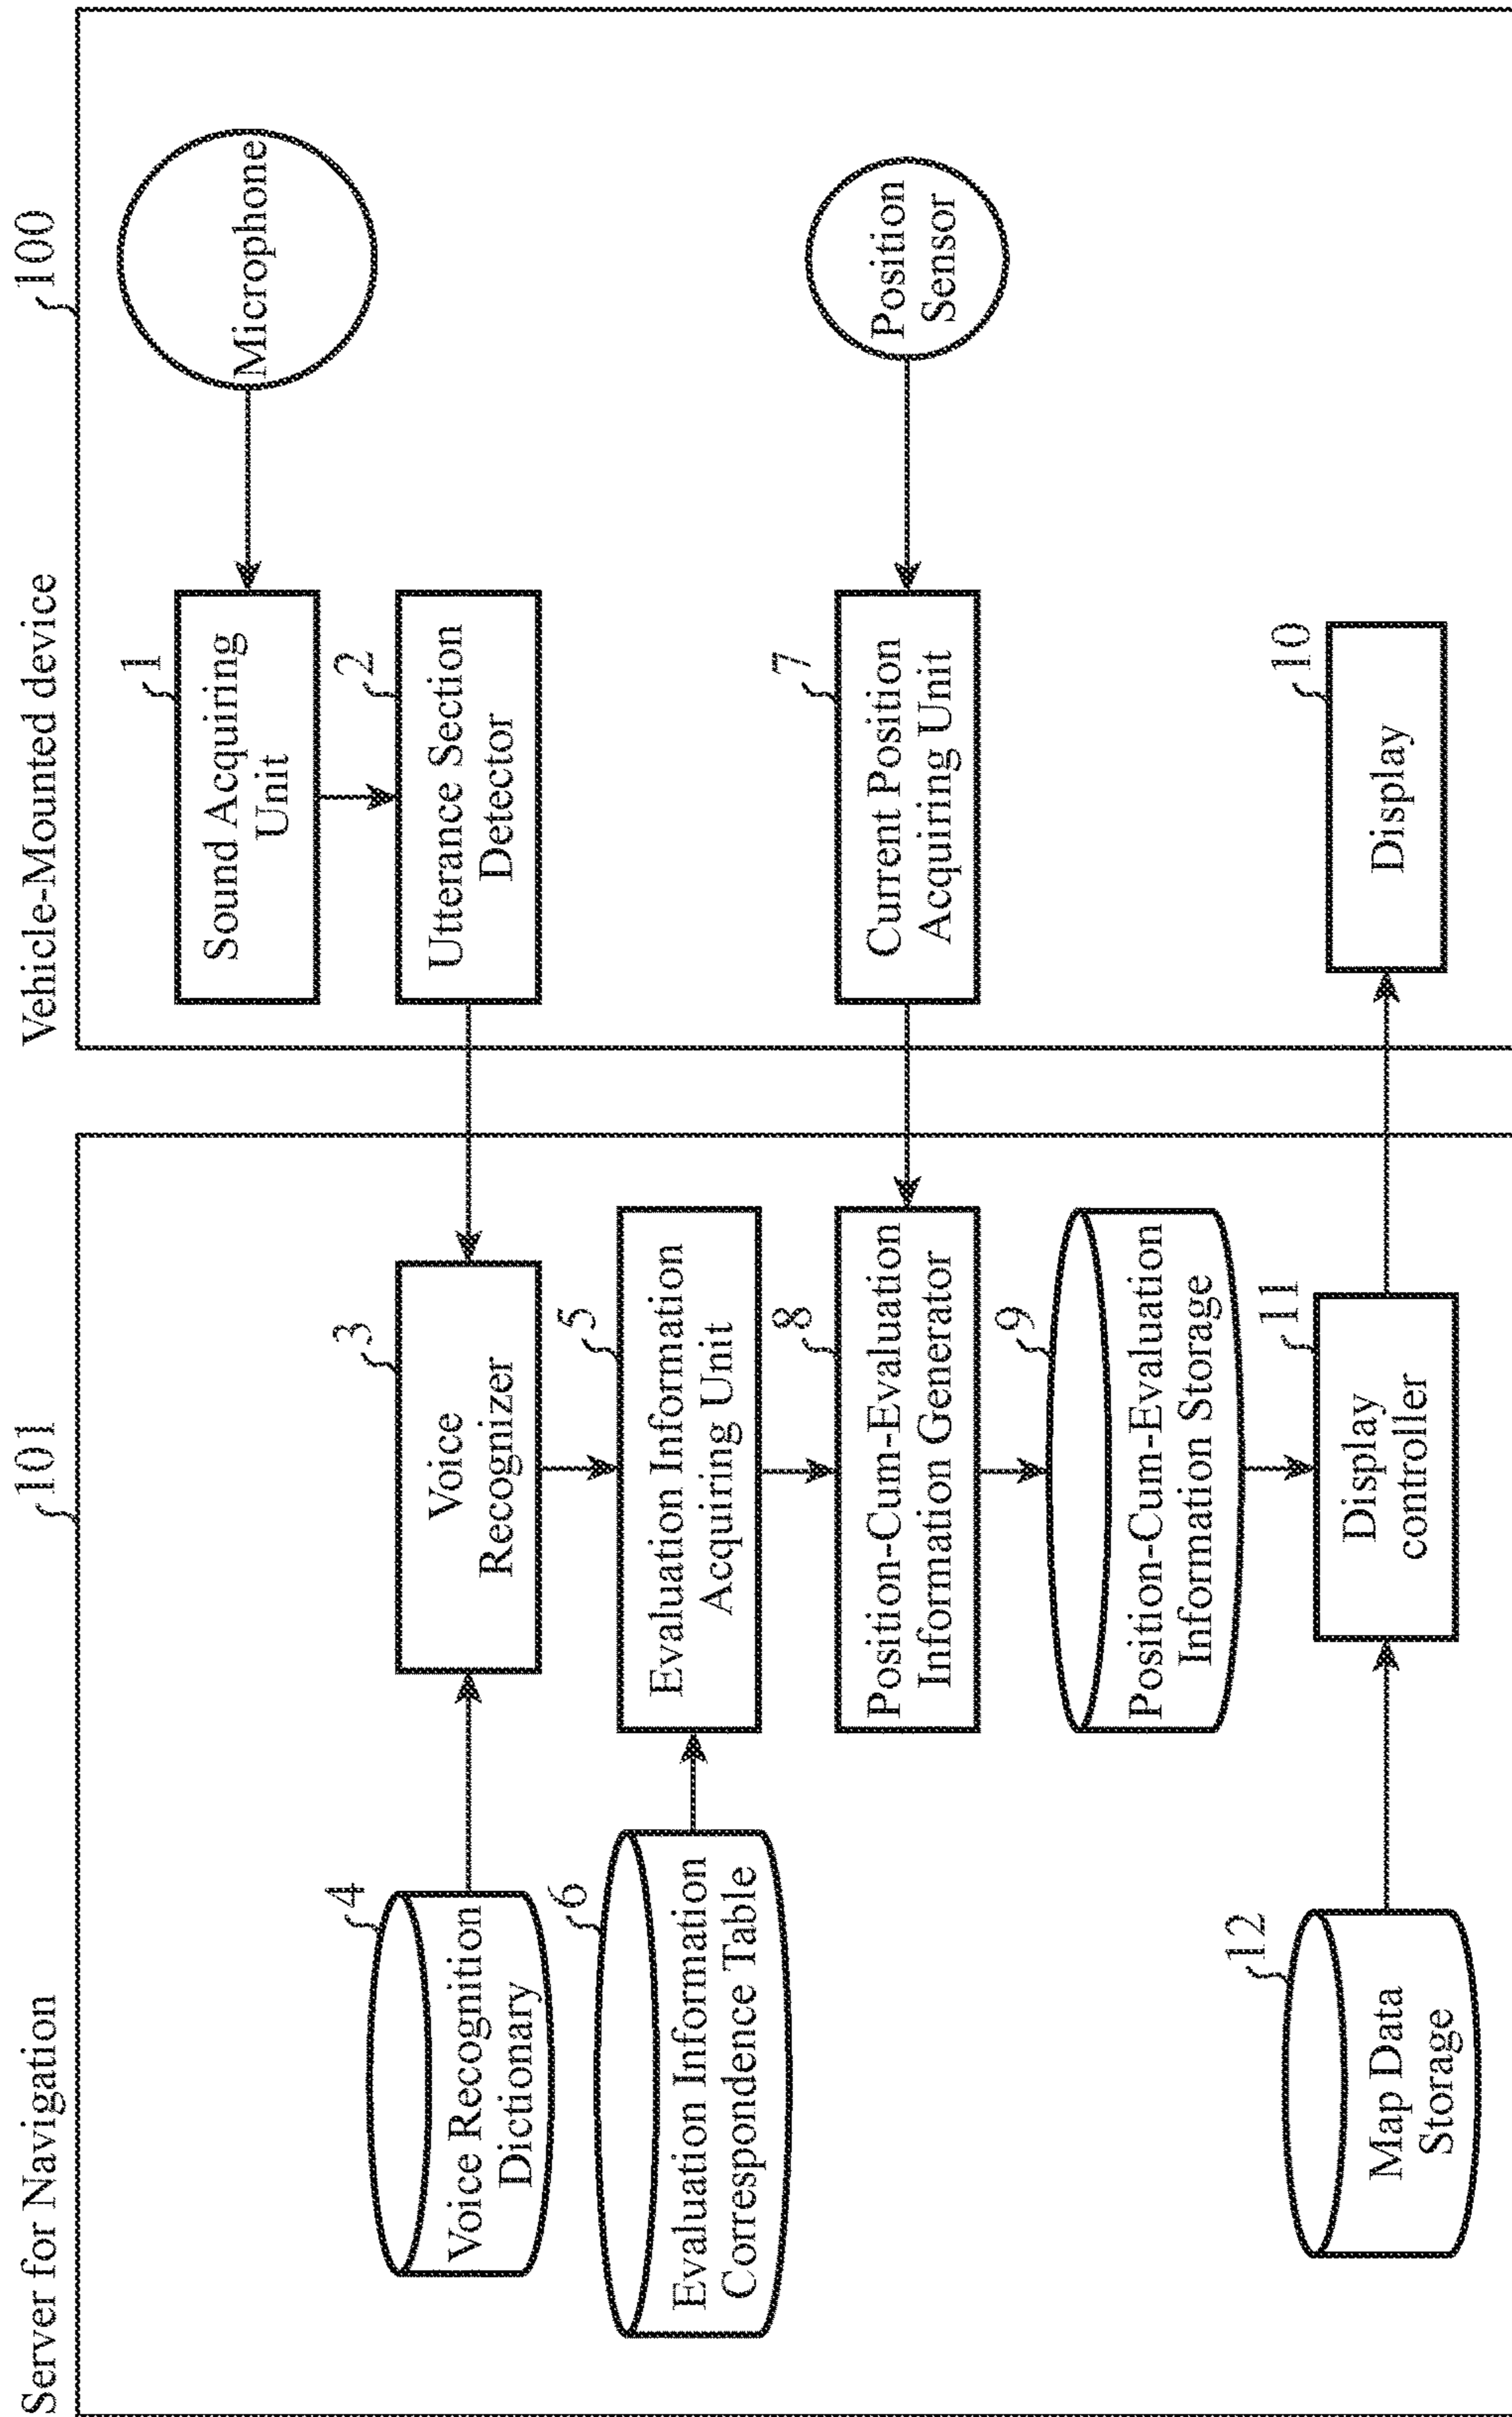 Server for Navigation
101
Vehicle-Mounted device
100
Microphone
1
Sound Acquiring
Unit
2
Utterance Section
Detector
3
Voice
Recognizer
4
Voice Recognition
Dictionary
5
Evaluation Information
Acquiring Unit
6
Evaluation Information
Correspondence Table
Position
Sensor
7
Current Position
Acquiring Unit
8
Position-Cum-Evaluation
Information Generator
9
Position-Cum-Evaluation
Information Storage
10
Display
11
Display
controller
12
Map Data
Storage